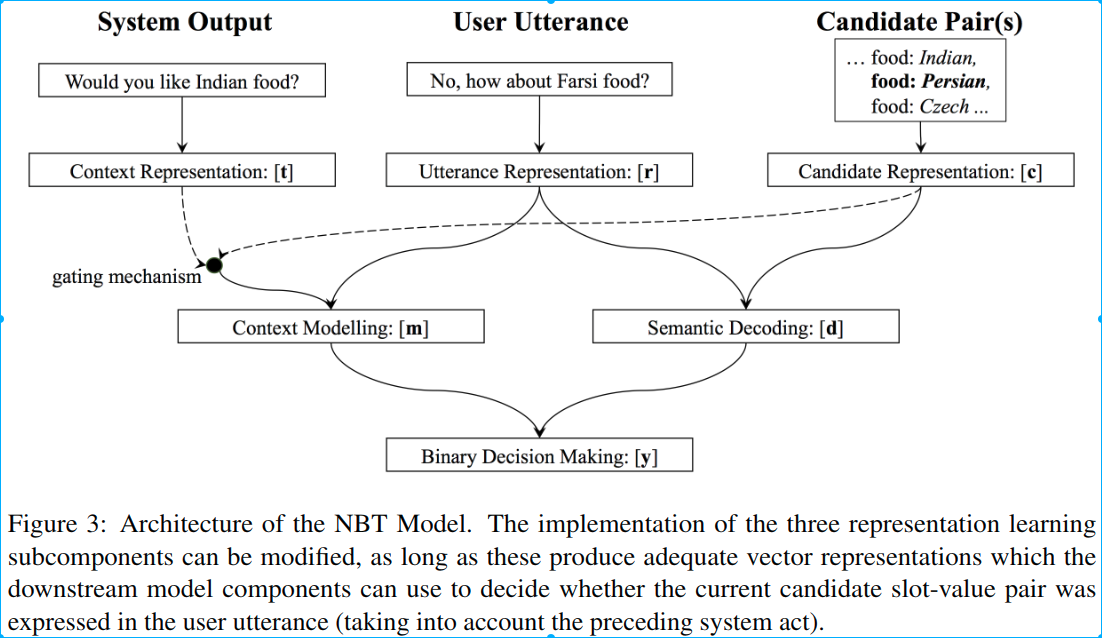 System Output
User Utterance
Candidate Pair(s)
Would you like Indian food?
No, how about Farsi food?
... food: Indian,
food: Persian,
food: Czech ...
Context Representation: [t]
Utterance Representation: [r]
Candidate Representation: [c]
gating mechanism
Context Modelling: [m]
Semantic Decoding: [d]
Binary Decision Making: [y]
Figure 3: Architecture of the NBT Model. The implementation of the three representation learning
subcomponents can be modified, as long as these produce adequate vector representations which the
downstream model components can use to decide whether the current candidate slot-value pair was
expressed in the user utterance (taking into account the preceding system act).